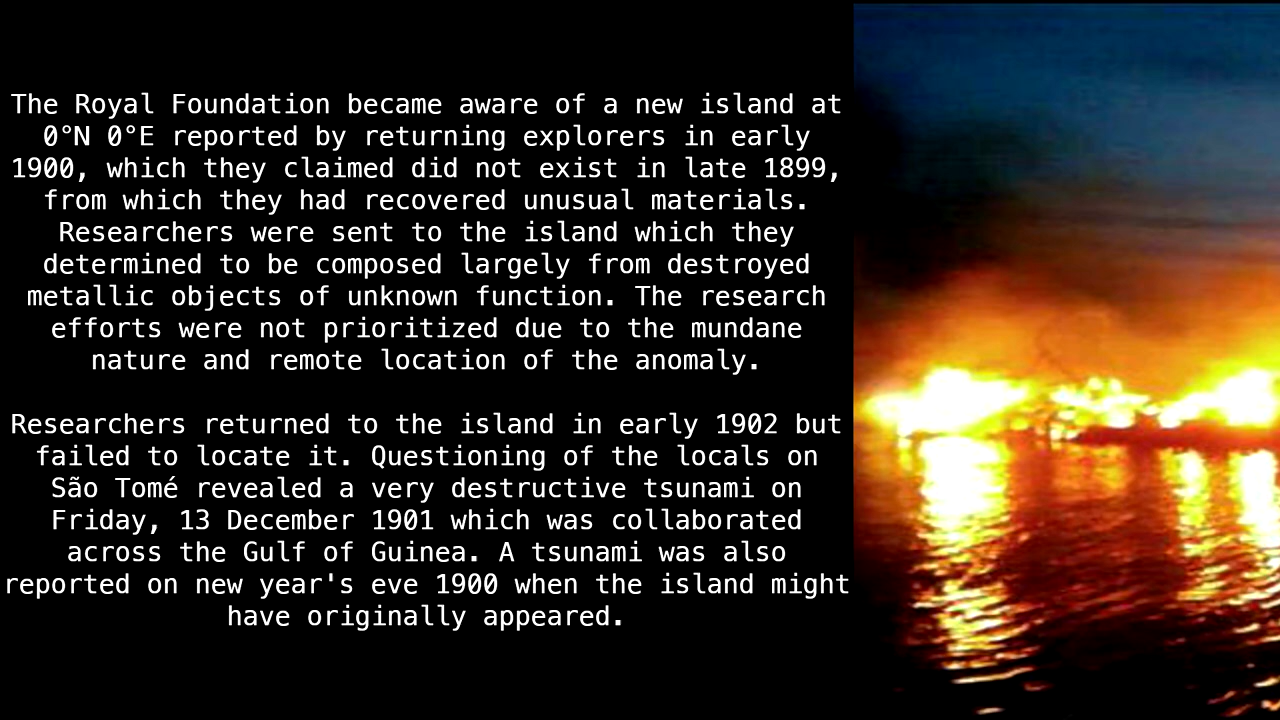 The Royal Foundation became aware of a new island at
0°N 0°E reported by returning explorers in early
1900, which they claimed did not exist in late 1899,
from which they had recovered unusual materials.
Researchers were sent to the island which they
determined to be composed largely from destroyed
metallic objects of unknown function. The research
efforts were not prioritized due to the mundane
nature and remote location of the anomaly.
Researchers returned to the island in early 1902 but
failed to locate it. Questioning of the locals on
São Tomé revealed a very destructive tsunami on
Friday, 13 December 1901 which was collaborated
across the Gulf of Guinea. A tsunami was also
reported on new year's eve 1900 when the island might
have originally appeared.